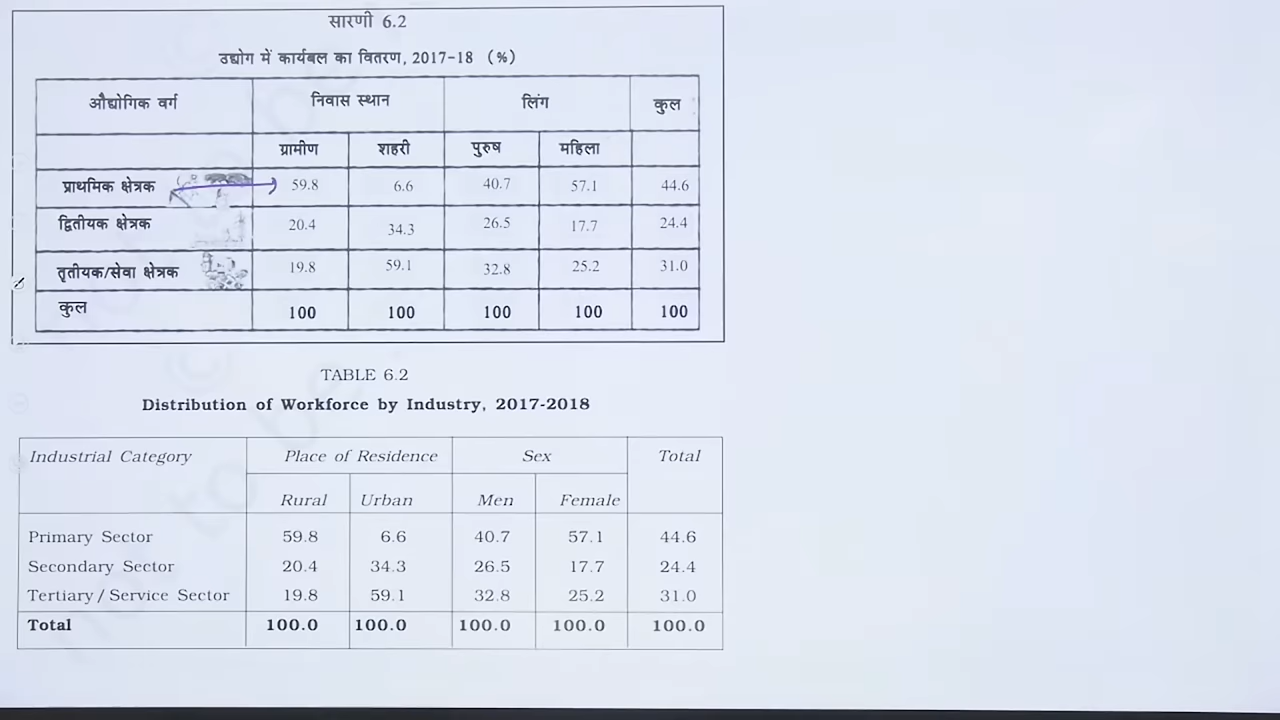 सारणी 6.2
उद्योग में कार्यबल का वितरण, 2017-18 (%)
औद्योगिक वर्ग निवास स्थान लिंग कुल
ग्रामीण शहरी पुरुष महिला
प्राथमिक क्षेत्रक 59.8 6.6 40.7 57.1 44.6
द्वितीयक क्षेत्रक 20.4 34.3 26.5 17.7 24.4
तृतीयक/सेवा क्षेत्रक 19.8 59.1 32.8 25.2 31.0
कुल 100 100 100 100 100
TABLE 6.2
Distribution of Workforce by Industry, 2017-2018
Industrial Category Place of Residence Sex Total
Rural Urban Men Female
Primary Sector 59.8 6.6 40.7 57.1 44.6
Secondary Sector 20.4 34.3 26.5 17.7 24.4
Tertiary / Service Sector 19.8 59.1 32.8 25.2 31.0
Total 100.0 100.0 100.0 100.0 100.0